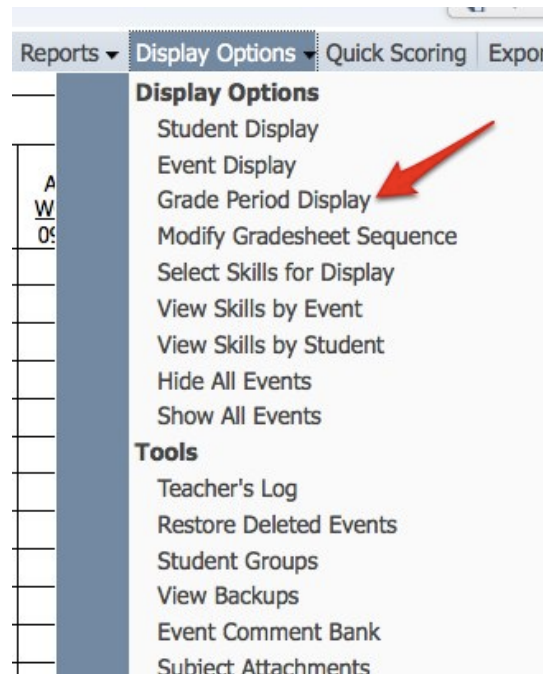 Reports Display Options Quick Scoring
Display Options
Student Display
Event Display
Grade Period Display
Modify Gradesheet Sequence
Select Skills for Display
View Skills by Event
View Skills by Student
Hide All Events
Show All Events
Tools
Teacher's Log
Restore Deleted Events
Student Groups
View Backups
Event Comment Bank
Subject Attachments